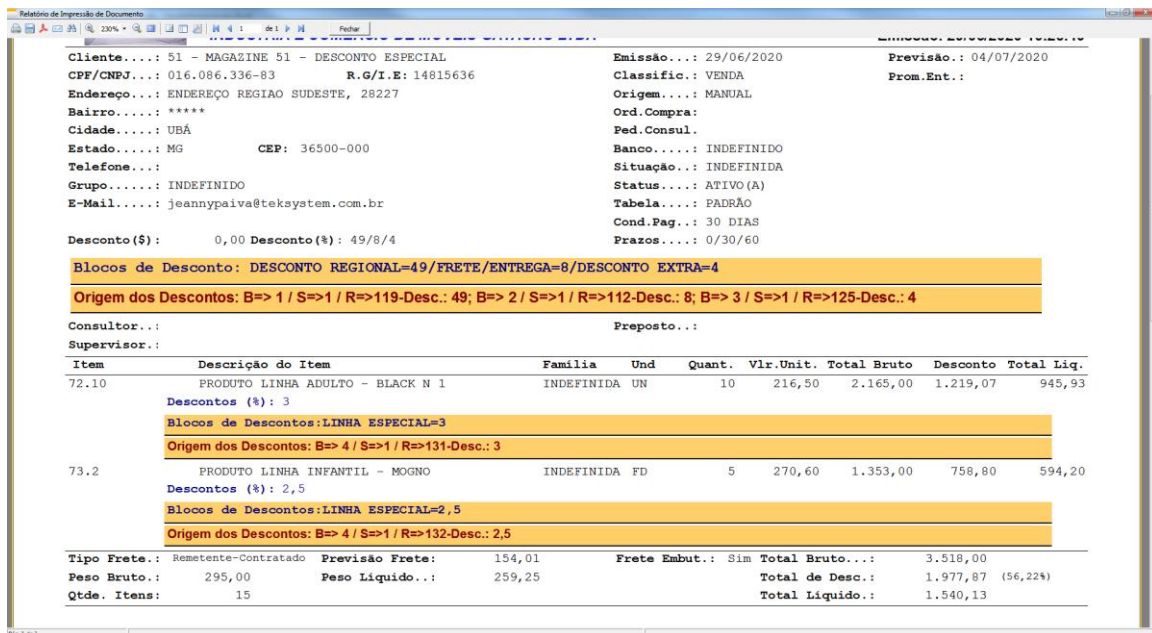 Relatório de Impressão de Documento
230% 1 de 1 Fechar
Cliente....: 51 - MAGAZINE 51 - DESCONTO ESPECIAL Emissão...: 29/06/2020 Previsão.: 04/07/2020
CPF/CNPJ...: 016.086.336-83 R.G/I.E: 14815636 Classific.: VENDA Prom.Ent.:
Endereço...: ENDEREÇO REGIAO SUDESTE, 28227 Origem....: MANUAL
Bairro.....: ***** Ord.Compra:
Cidade.....: UBÁ Ped.Consul.
Estado.....: MG CEP: 36500-000 Banco.....: INDEFINIDO
Telefone...: Situação..: INDEFINIDA
Grupo......: INDEFINIDO Status....: ATIVO(A)
E-Mail.....: jeannypaiva@teksystem.com.br Tabela....: PADRÃO
Cond.Pag..: 30 DIAS
Desconto($): 0,00 Desconto(%): 49/8/4 Prazos....: 0/30/60
Blocos de Desconto: DESCONTO REGIONAL=49/FRETE/ENTREGA=8/DESCONTO EXTRA=4
Origem dos Descontos: B=> 1 / S=>1 / R=>119-Desc.: 49; B=> 2 / S=>1 / R=>112-Desc.: 8; B=> 3 / S=>1 / R=>125-Desc.: 4
Consultor..: Preposto..:
Supervisor.:
Item Descrição do Item Família Und Quant. Vlr.Unit. Total Bruto Desconto Total Liq.
72.10 PRODUTO LINHA ADULTO - BLACK N 1 INDEFINIDA UN 10 216,50 2.165,00 1.219,07 945,93
Descontos (%): 3
Blocos de Descontos:LINHA ESPECIAL=3
Origem dos Descontos: B=> 4 / S=>1 / R=>131-Desc.: 3
73.2 PRODUTO LINHA INFANTIL - MOGNO INDEFINIDA FD 5 270,60 1.353,00 758,80 594,20
Descontos (%): 2,5
Blocos de Descontos:LINHA ESPECIAL=2,5
Origem dos Descontos: B=> 4 / S=>1 / R=>132-Desc.: 2,5
Tipo Frete.: Remetente-Contratado Previsão Frete: 154,01 Frete Embut.: Sim Total Bruto...: 3.518,00
Peso Bruto.: 295,00 Peso Liquido..: 259,25 Total de Desc.: 1.977,87 (56,22%)
Qtde. Itens: 15 Total Liquido.: 1.540,13